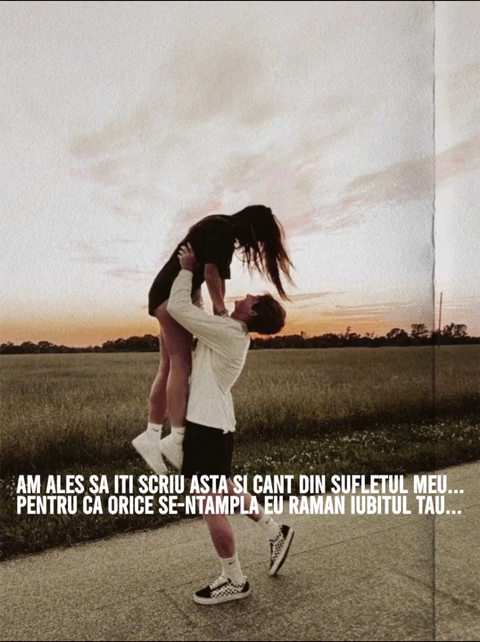 AM ALES SA ITI SCRIU ASTA SI CANT DIN SUFLETUL MEU...
PENTRU CA ORICE SE-NTAMPLA EU RAMAN IUBITUL TAU...